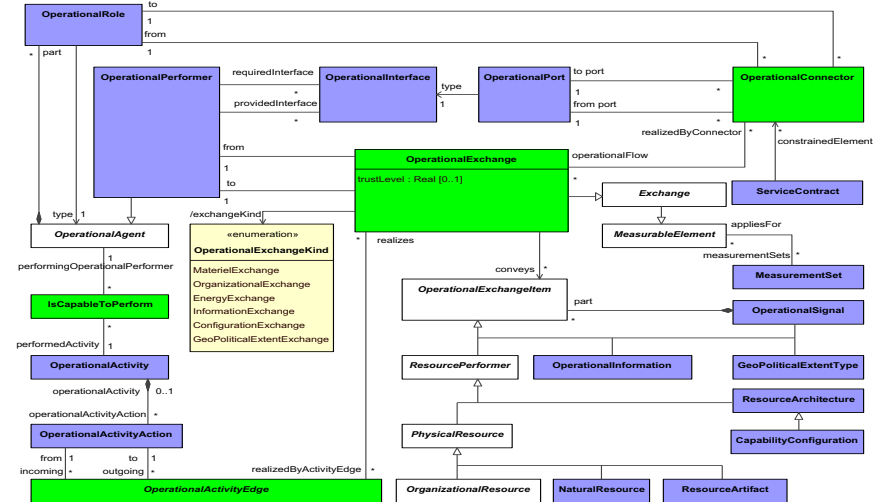 to
OperationalRole
1
from
* part
1
*
*
OperationalPerformer
requiredInterface
OperationalInterface
OperationalPort
to port
OperationalConnector
*
type
1
*
providedInterface
1
from port
*
*
1
realizedByConnector
*
*
constrainedElement
from
OperationalExchange
operationalFlow
1
trustLevel : Real [0..1]
*
to
Exchange
ServiceContract
1
type 1
/exchangeKind
appliesFor
OperationalAgent
«enumeration»
*
realizes
MeasurableElement
*
1
OperationalExchangeKind
measurementSets *
performingOperationalPerformer
MaterielExchange
conveys
*
MeasurementSet
*
OrganizationalExchange
OperationalExchangeItem
IsCapableToPerform
EnergyExchange
part
OperationalSignal
InformationExchange
*
*
ConfigurationExchange
performedActivity
1
GeoPoliticalExtentExchange
OperationalActivity
ResourcePerformer
OperationalInformation
GeoPoliticalExtentType
operationalActivity
0..1
ResourceArchitecture
operationalActivityAction
*
OperationalActivityAction
PhysicalResource
CapabilityConfiguration
from 1
to 1
incoming *
outgoing *
realizedByActivityEdge
*
OperationalActivityEdge
OrganizationalResource
NaturalResource
ResourceArtifact